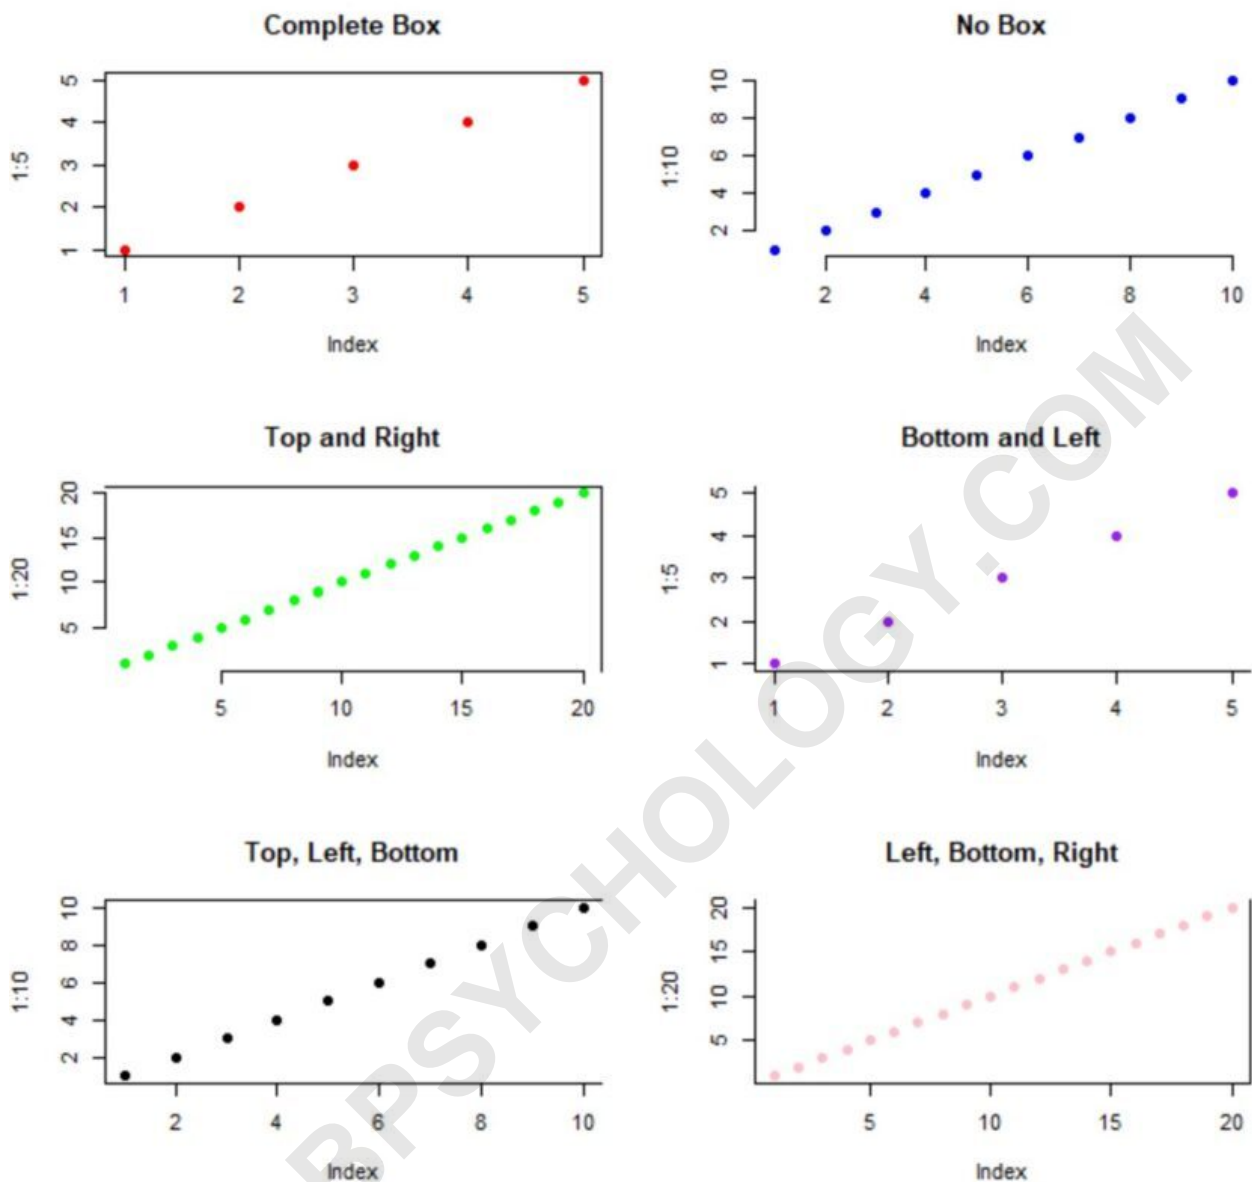 Complete Box
1:5
5
4
3
2
1
1 2 3 4 5
Index
No Box
1:10
10
8
6
4
2
2 4 6 8 10
Index
Top and Right
1:20
20
15
10
5
5 10 15 20
Index
Bottom and Left
1:5
5
4
3
2
1
1 2 3 4 5
Index
Top, Left, Bottom
1:10
10
8
6
4
2
2 4 6 8 10
Index
Left, Bottom, Right
1:20
20
15
10
5
5 10 15 20
Index
BPSYCHOLOGY.COM